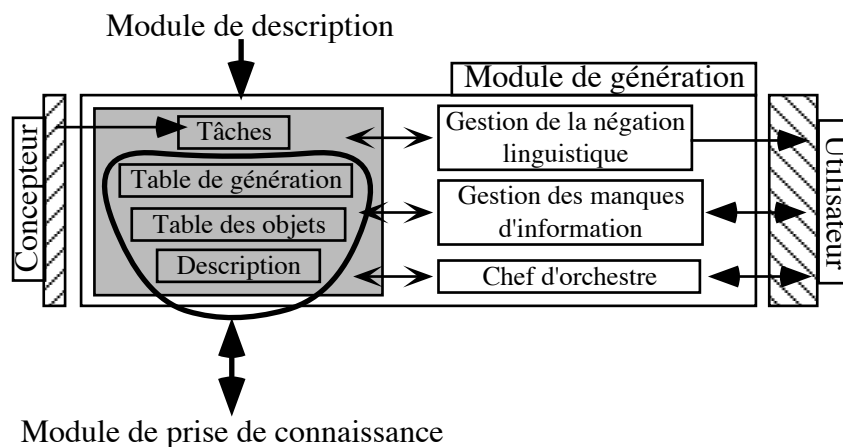 Module de description
Module de génération
Concepteur
Tâches
Table de génération
Table des objets
Description
Gestion de la négation
linguistique
Gestion des manques
d'information
Chef d'orchestre
Utilisateur
Module de prise de connaissance